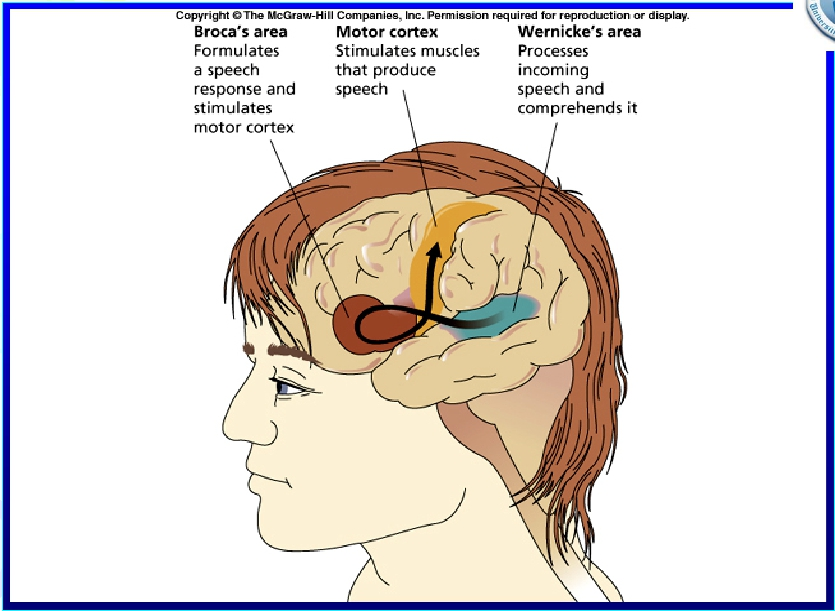 Copyright © The McGraw-Hill Companies, Inc. Permission required for reproduction or display.
Broca's area
Formulates
a speech
response and
stimulates
motor cortex
Motor cortex
Stimulates muscles
that produce
speech
Wernicke's area
Processes
incoming
speech and
comprehends it